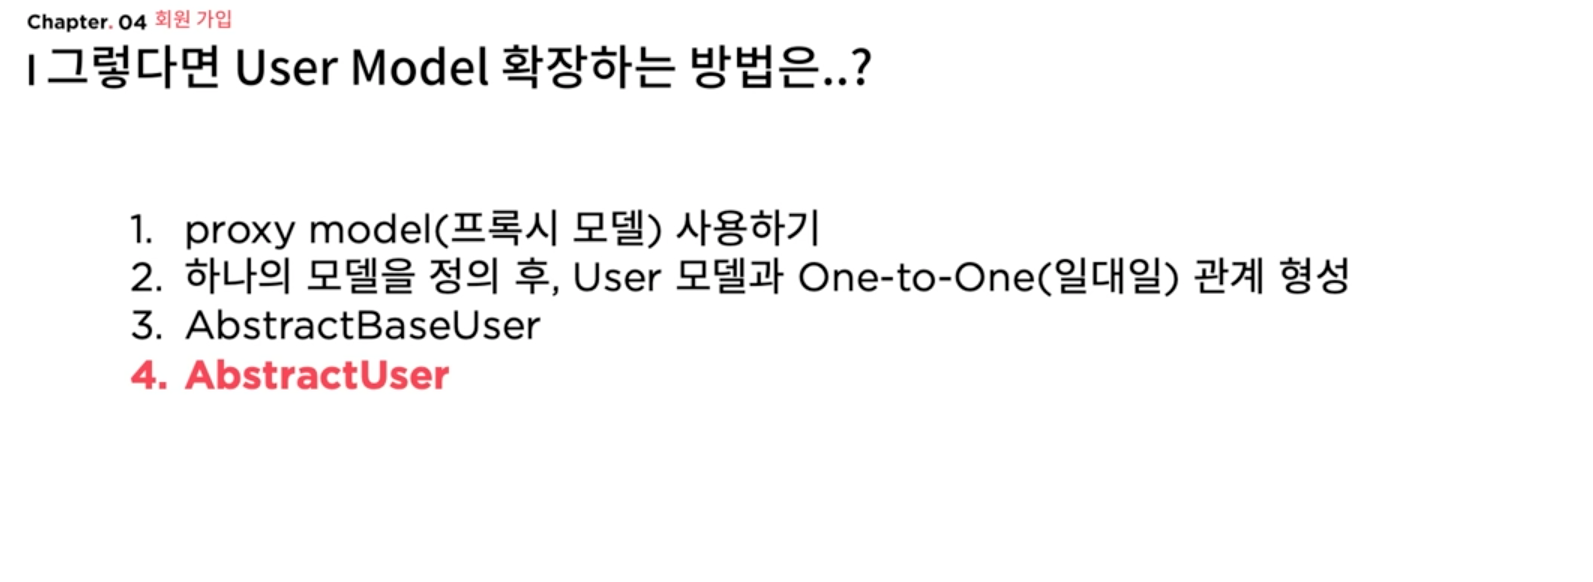 Chapter. 04 회원 가입
그렇다면 User Model 확장하는 방법은..?
1. proxy model(프록시 모델) 사용하기
2. 하나의 모델을 정의 후, User 모델과 One-to-One(일대일) 관계 형성
3. AbstractBaseUser
4. AbstractUser